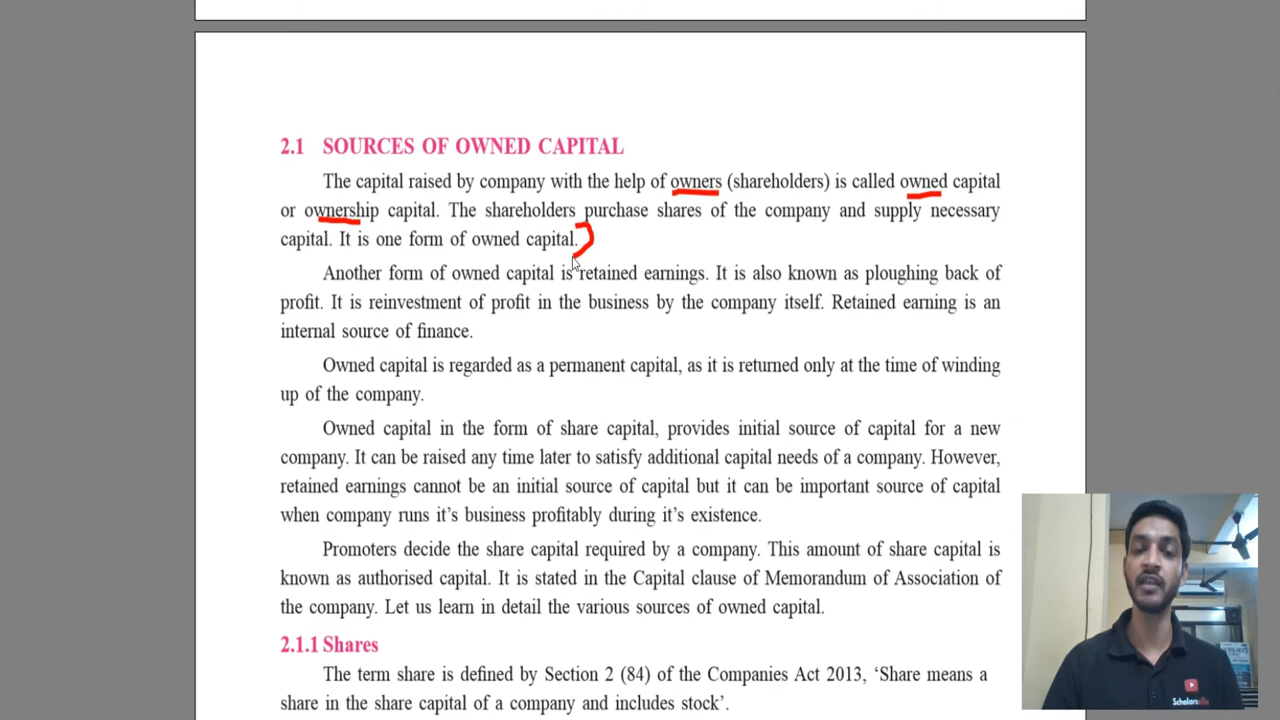 2.1 SOURCES OF OWNED CAPITAL
The capital raised by company with the help of owners (shareholders) is called owned capital
or ownership capital. The shareholders purchase shares of the company and supply necessary
capital. It is one form of owned capital.
Another form of owned capital is retained earnings. It is also known as ploughing back of
profit. It is reinvestment of profit in the business by the company itself. Retained earning is an
internal source of finance.
Owned capital is regarded as a permanent capital, as it is returned only at the time of winding
up of the company.
Owned capital in the form of share capital, provides initial source of capital for a new
company. It can be raised any time later to satisfy additional capital needs of a company. However,
retained earnings cannot be an initial source of capital but it can be important source of capital
when company runs it's business profitably during it's existence.
Promoters decide the share capital required by a company. This amount of share capital is
known as authorised capital. It is stated in the Capital clause of Memorandum of Association of
the company. Let us learn in detail the various sources of owned capital.
2.1.1 Shares
The term share is defined by Section 2 (84) of the Companies Act 2013, ‘Share means a
share in the share capital of a company and includes stock’.